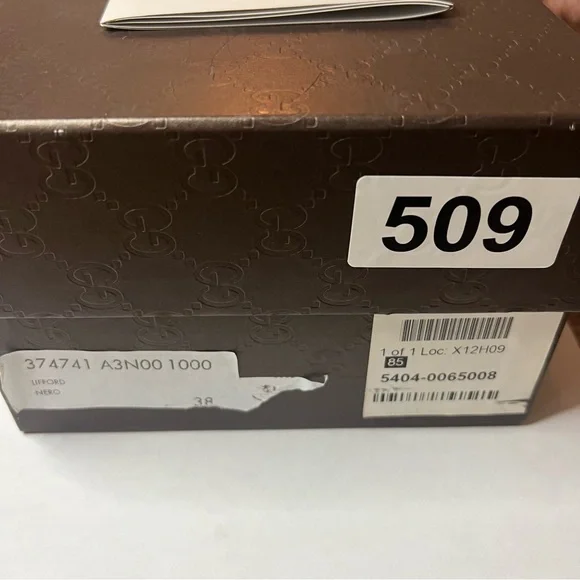 509
374741 A3N00 1000
LIFFORD
NERO
38
1 of 1 Loc: X12H09
85
5404-0065008